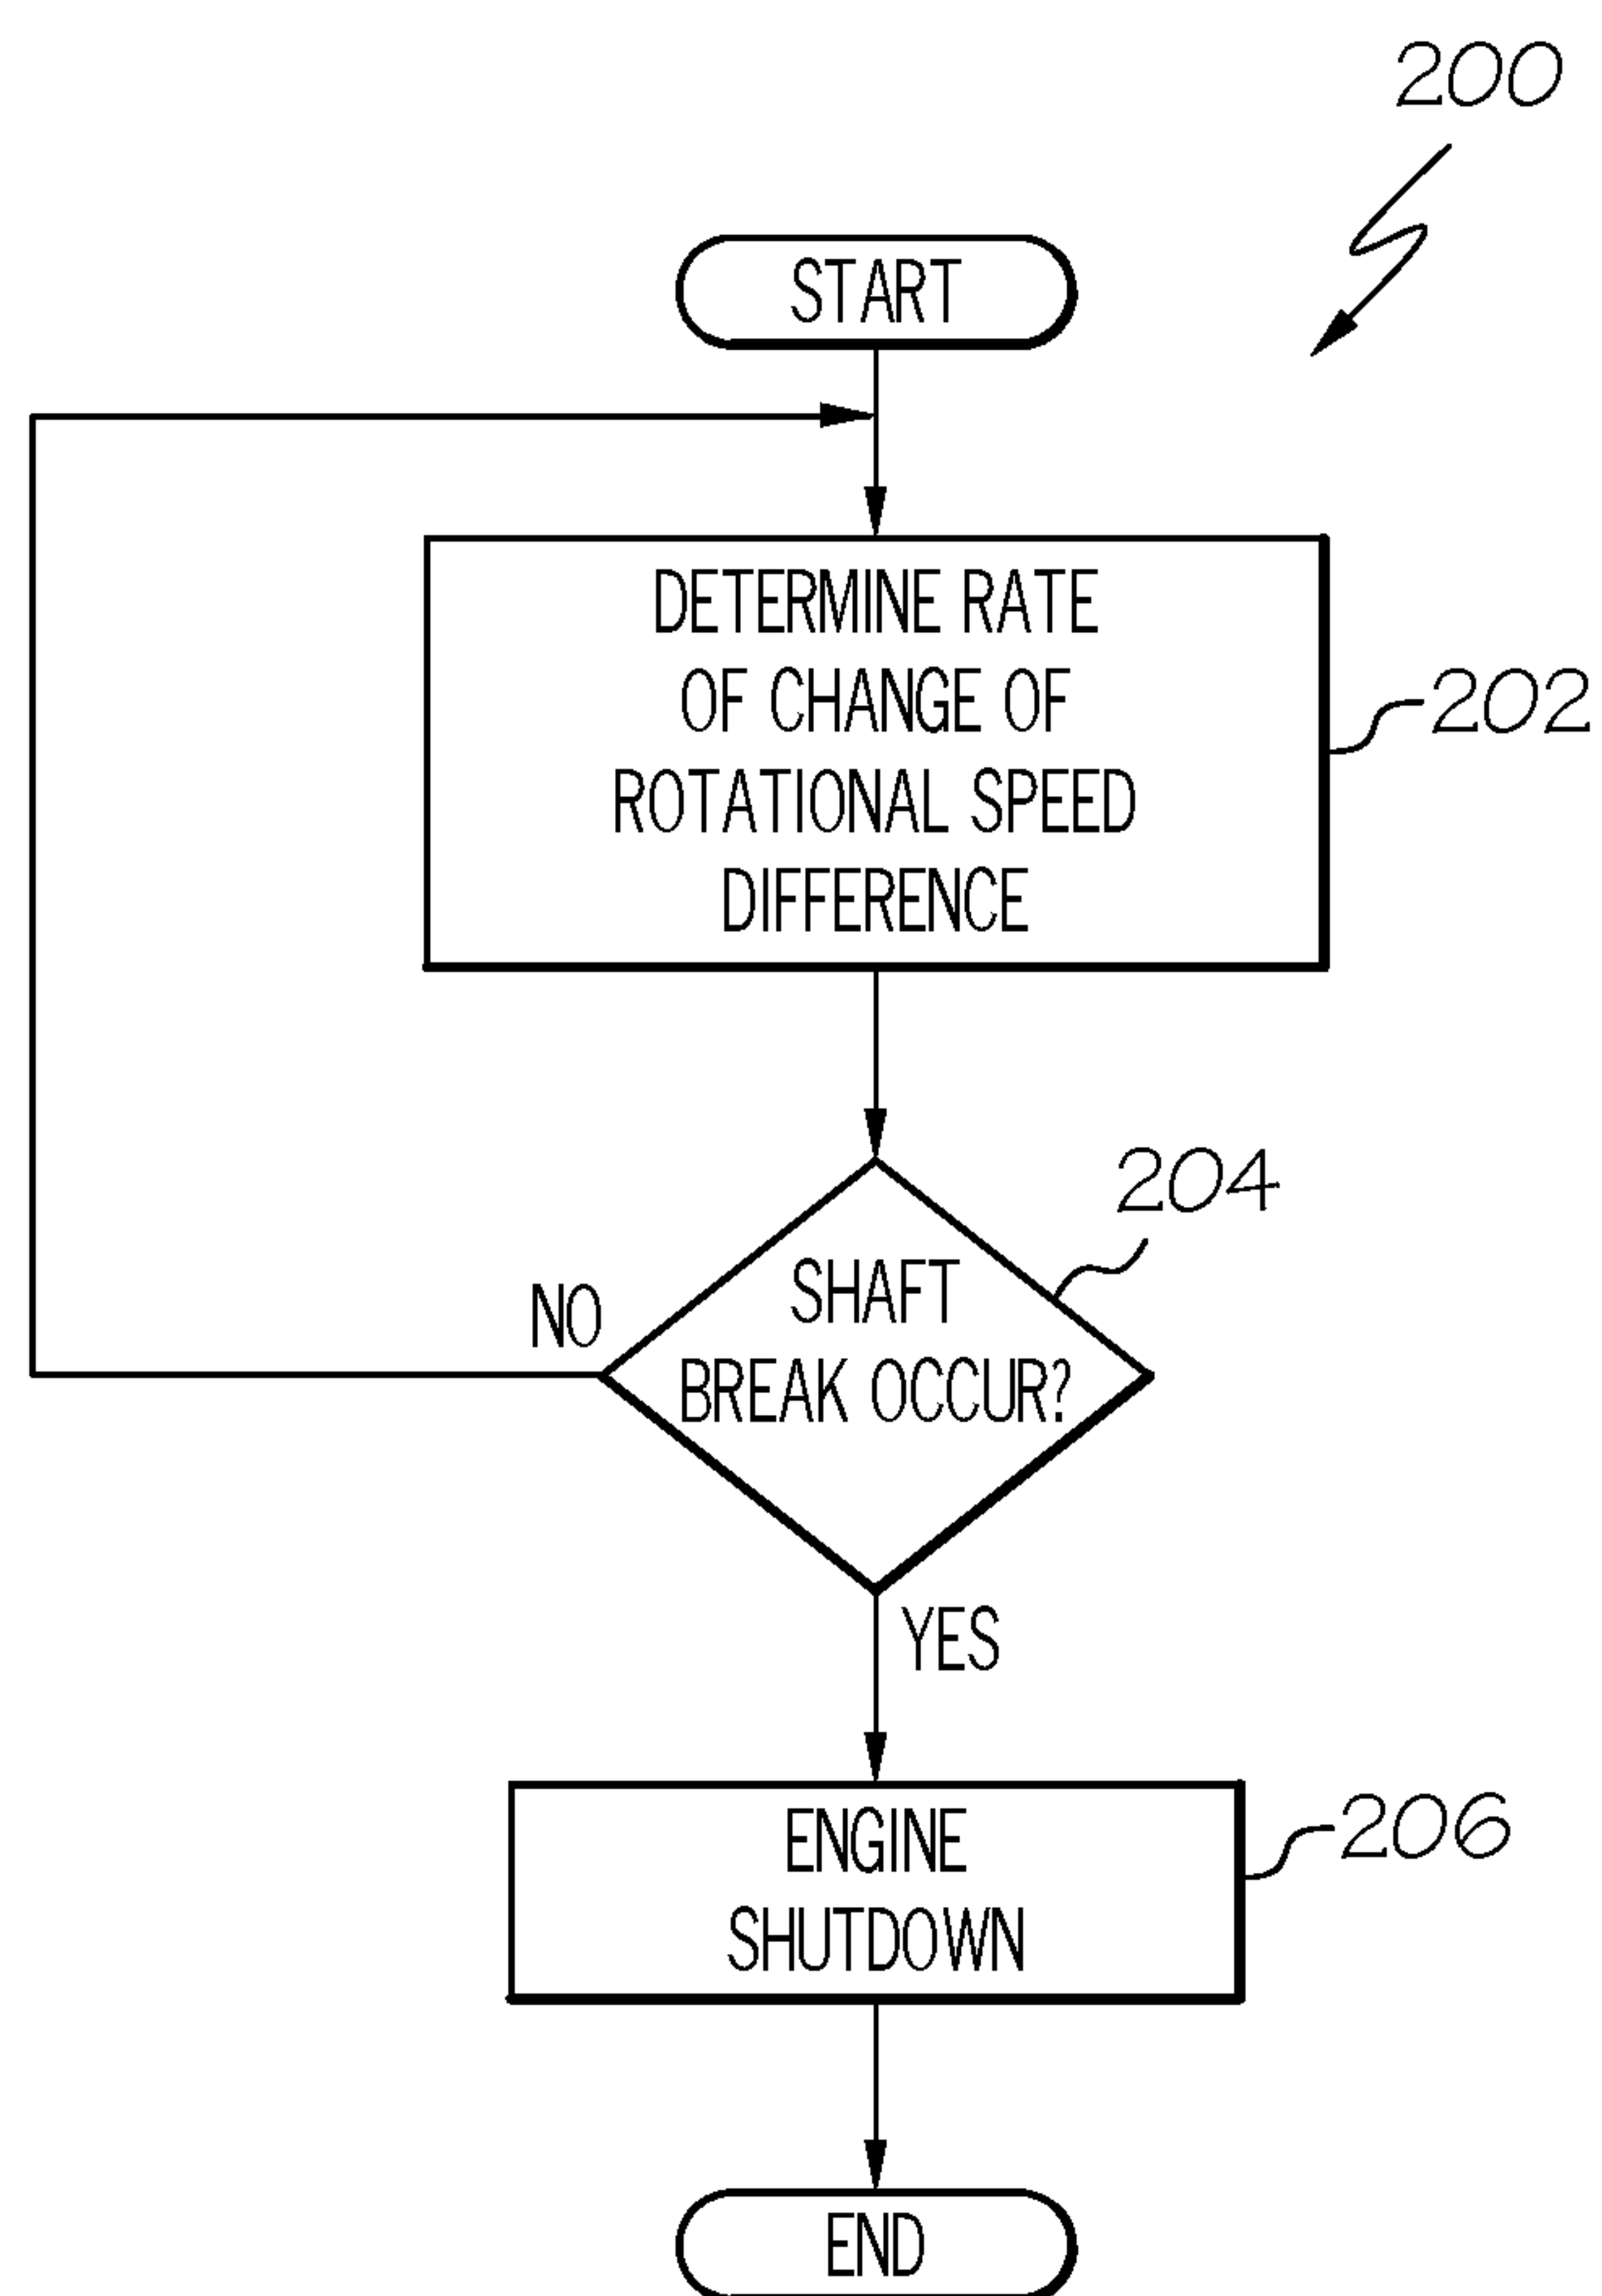 200
START
DETERMINE RATE
OF CHANGE OF
ROTATIONAL SPEED
DIFFERENCE
202
204
SHAFT
BREAK OCCUR?
NO
YES
ENGINE
SHUTDOWN
206
END